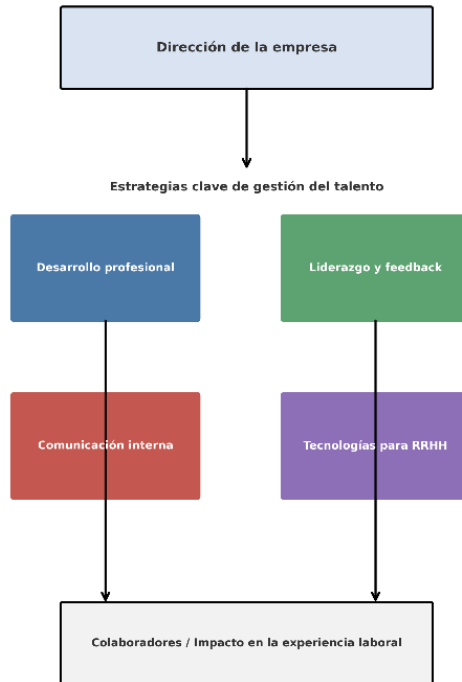 Dirección de la empresa
Estrategias clave de gestión del talento
Desarrollo profesional
Liderazgo y feedback
Comunicación interna
Tecnologías para RRHH
Colaboradores / Impacto en la experiencia laboral